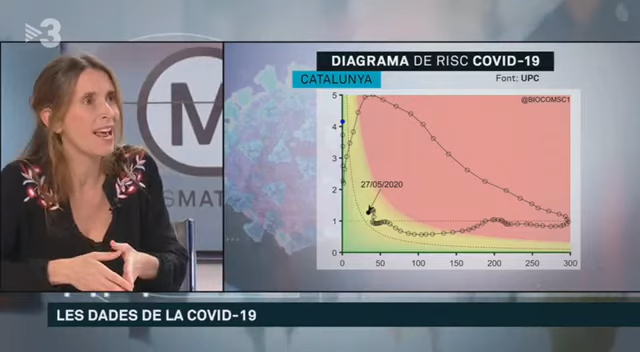 3
M
SMAT
DIAGRAMA DE RISC COVID-19
CATALUNYA
Font: UPC
@BIOCOMSC1
5
4
3
2
1
0
27/05/2020
0 50 100 150 200 250 300
LES DADES DE LA COVID-19